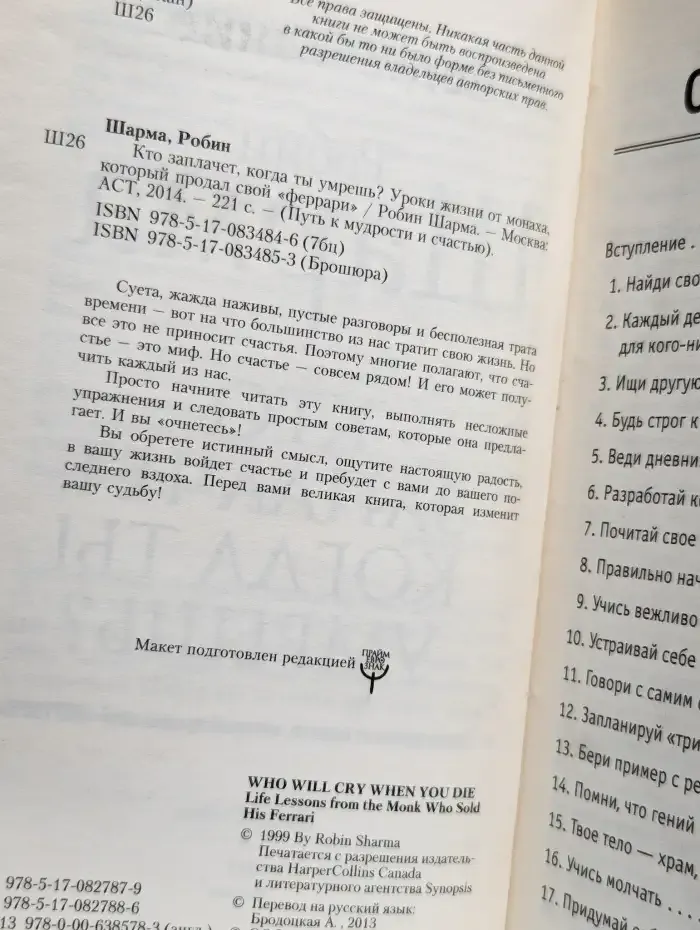 Ш26
Все права защищены. Никакая часть данной
книги не может быть воспроизведена
в какой бы то ни было форме без письменного
разрешения владельцев авторских прав.
Шарма, Робин
Ш26
Кто заплачет, когда ты умрешь? Уроки жизни от монаха,
который продал свой «феррари» / Робин Шарма. – Москва:
АСТ, 2014. – 221 с. – (Путь к мудрости и счастью).
ISBN 978-5-17-083484-6 (7бц)
ISBN 978-5-17-083485-3 (Брошюра)
Суета, жажда наживы, пустые разговоры и бесполезная трата
времени – вот на что большинство из нас тратит свою жизнь. Но
все это не приносит счастья. Поэтому многие полагают, что сча-
стье – это миф. Но счастье – совсем рядом! И его может полу-
чить каждый из нас.
Просто начните читать эту книгу, выполнять несложные
упражнения и следовать простым советам, которые она предла-
гает. И вы «очнетесь»!
Вы обретете истинный смысл, ощутите настоящую радость,
в вашу жизнь войдет счастье и пребудет с вами до вашего по-
следнего вздоха. Перед вами великая книга, которая изменит
вашу судьбу!
Макет подготовлен редакцией
ПРАЙМ
ЕВРО
ЗНАК
WHO WILL CRY WHEN YOU DIE
Life Lessons from the Monk Who Sold
His Ferrari
© 1999 By Robin Sharma
Печатается с разрешения издатель-
ства HarperCollins Canada
и литературного агентства Synopsis
© Перевод на русский язык:
Бродоцкая А., 2013
978-5-17-082787-9
978-5-17-082788-6
13 978-0-00-638578-3 (англ.)
Вступление .
1. Найди сво
2. Каждый де
для кого-ни
3. Ищи другую
4. Будь строг к
5. Веди дневни
6. Разработай
7. Почитай свое
8. Правильно нач
9. Учись вежливо
10. Устраивай себе
11. Говори с самим
12. Запланируй «три
13. Бери пример с ре
14. Помни, что гений
15. Твое тело — храм,
16. Учись молчать . . . .
17. Придумай